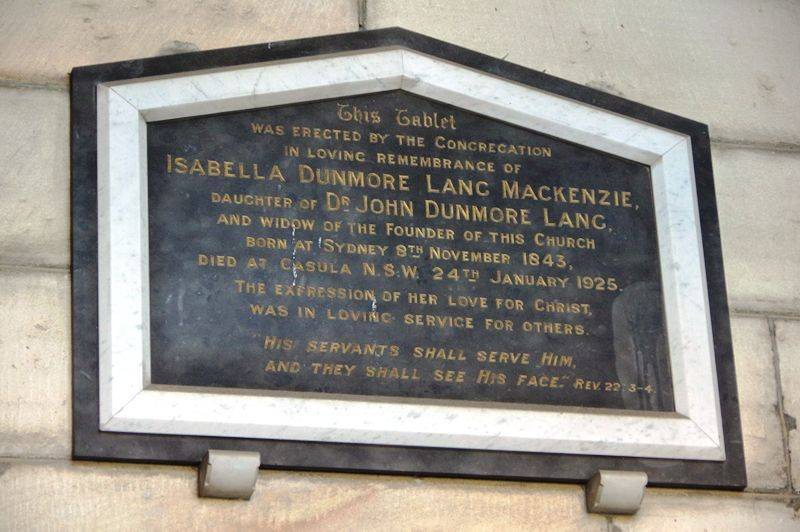 This Tablet
WAS ERECTED BY THE CONGREGATION
IN LOVING REMEMBRANCE OF
ISABELLA DUNMORE LANG MACKENZIE,
DAUGHTER OF DR JOHN DUNMORE LANG,
AND WIDOW OF THE FOUNDER OF THIS CHURCH
BORN AT SYDNEY 8TH NOVEMBER 1843,
DIED AT CASULA N.S.W. 24TH JANUARY 1925.
THE EXPRESSION OF HER LOVE FOR CHRIST,
WAS IN LOVING SERVICE FOR OTHERS.
"HIS SERVANTS SHALL SERVE HIM,
AND THEY SHALL SEE HIS FACE." REV. 22:3-4.